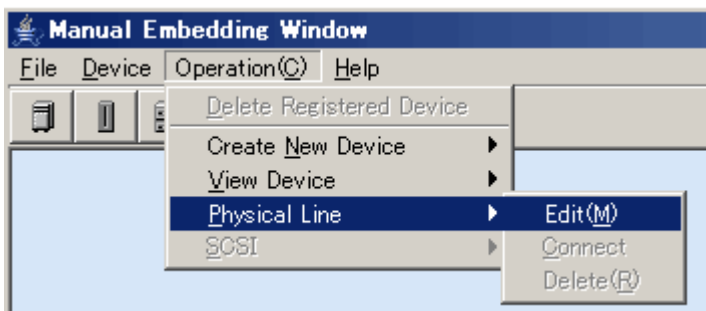 Manual Embedding Window
File Device Operation(C) Help
Delete Registered Device
Create New Device
View Device
Physical Line
SCSI
Edit(M)
Connect
Delete(R)